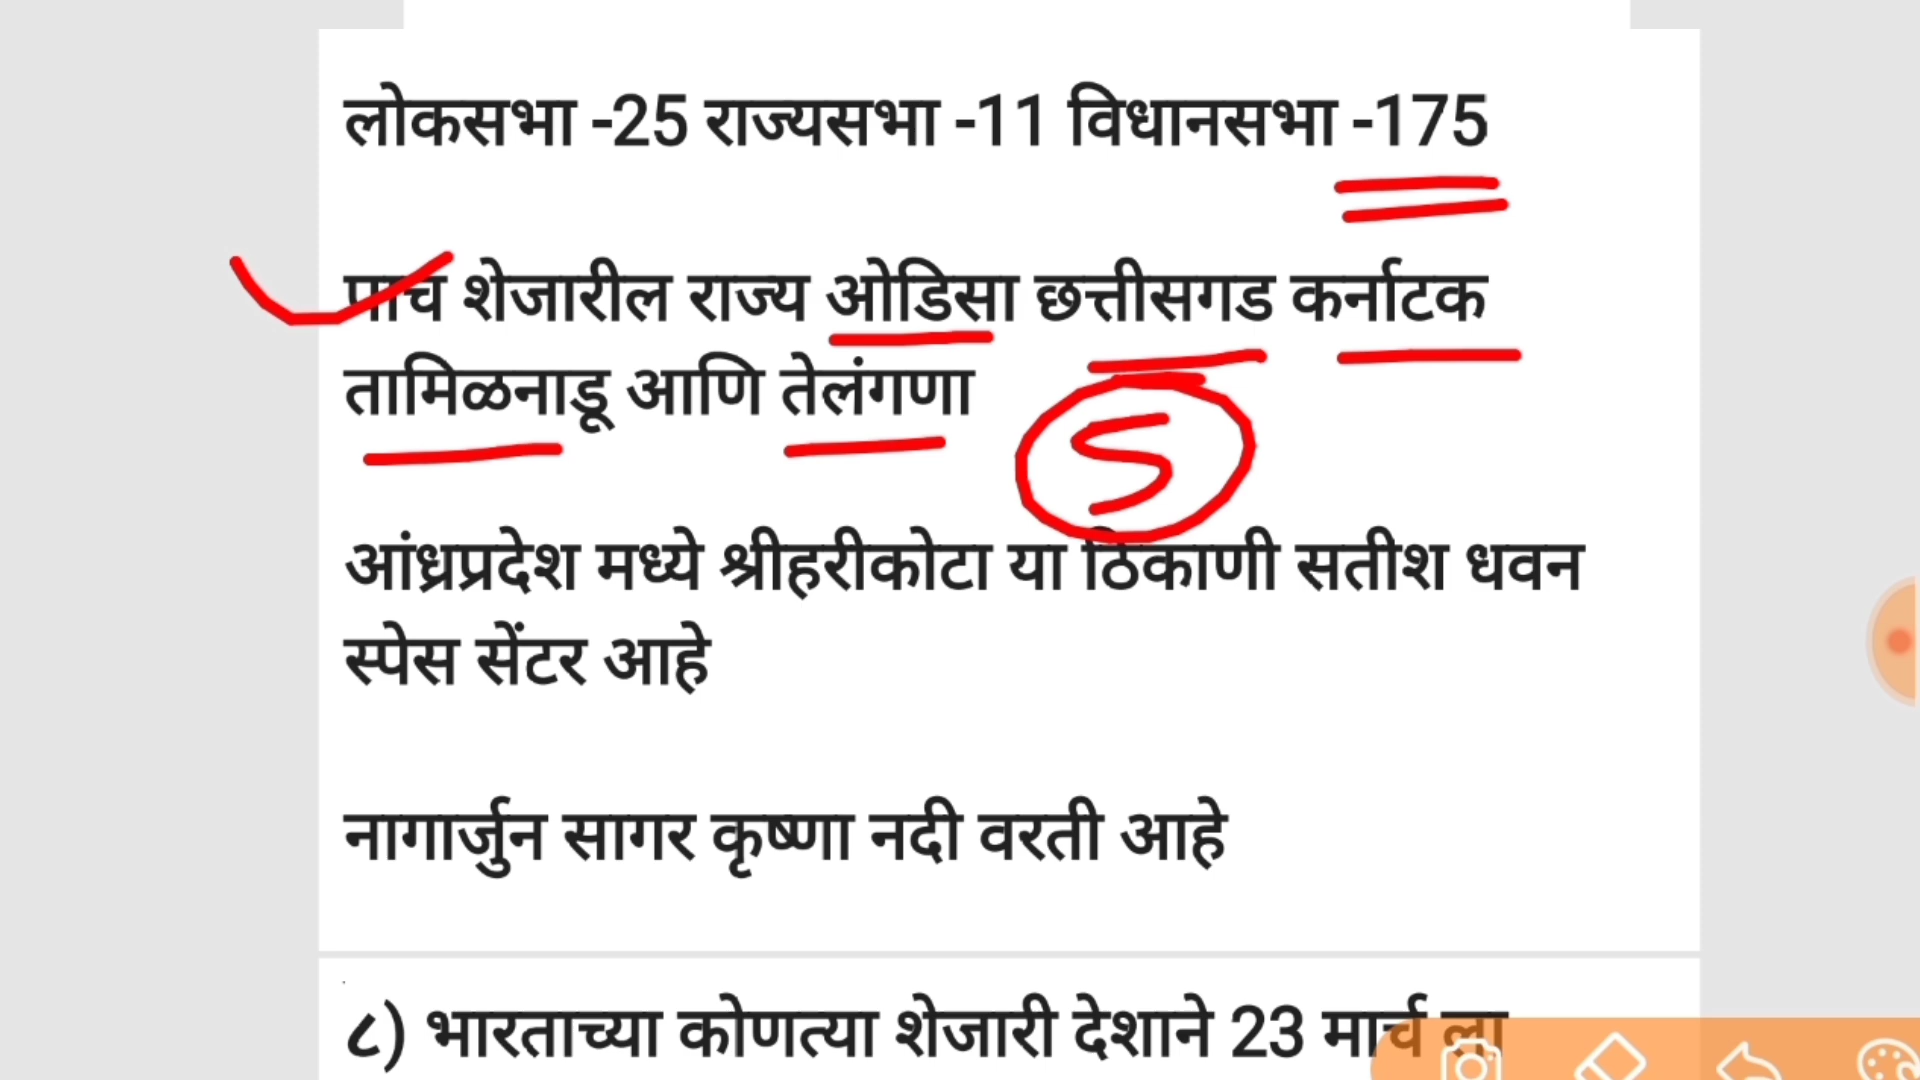 लोकसभा -25 राज्यसभा -11 विधानसभा -175
पाच शेजारील राज्य ओडिसा छत्तीसगड कर्नाटक
तामिळनाडू आणि तेलंगणा
5
आंध्रप्रदेश मध्ये श्रीहरीकोटा या ठिकाणी सतीश धवन
स्पेस सेंटर आहे
नागार्जुन सागर कृष्णा नदी वरती आहे
८) भारताच्या कोणत्या शेजारी देशाने 23 मार्च ला